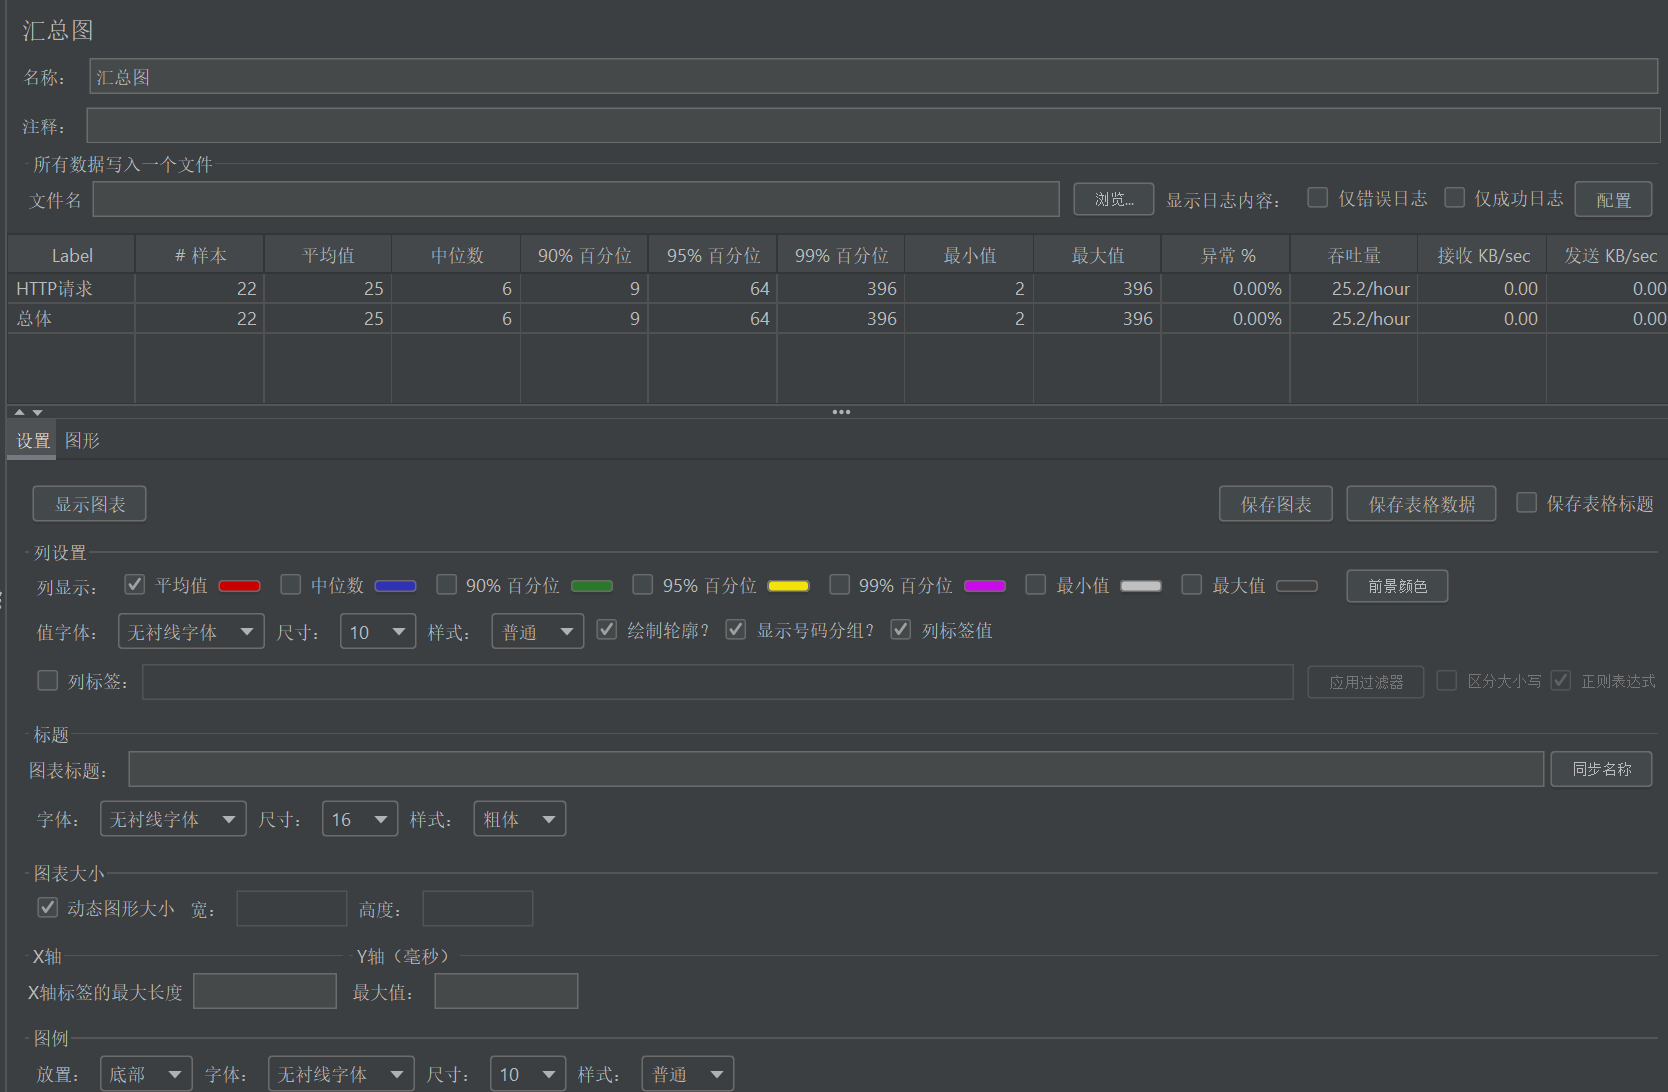 汇总图
名称： 汇总图
注释：
所有数据写入一个文件
文件名 浏览... 显示日志内容： 仅错误日志 仅成功日志 配置
Label # 样本 平均值 中位数 90% 百分位 95% 百分位 99% 百分位 最小值 最大值 异常 % 吞吐量 接收 KB/sec 发送 KB/sec
HTTP请求 22 25 6 9 64 396 2 396 0.00% 25.2/hour 0.00 0.00
总体 22 25 6 9 64 396 2 396 0.00% 25.2/hour 0.00 0.00
设置 图形
显示图表 保存图表 保存表格数据 保存表格标题
列设置
列显示： 平均值 中位数 90% 百分位 95% 百分位 99% 百分位 最小值 最大值 前景颜色
值字体： 无衬线字体 尺寸： 10 样式： 普通 绘制轮廓？ 显示号码分组？ 列标签值
列标签： 应用过滤器 区分大小写 正则表达式
标题
图表标题： 同步名称
字体： 无衬线字体 尺寸： 16 样式： 粗体
图表大小
动态图形大小 宽： 高度：
X轴 Y轴（毫秒）
X轴标签的最大长度 最大值：
图例
放置： 底部 字体： 无衬线字体 尺寸： 10 样式： 普通